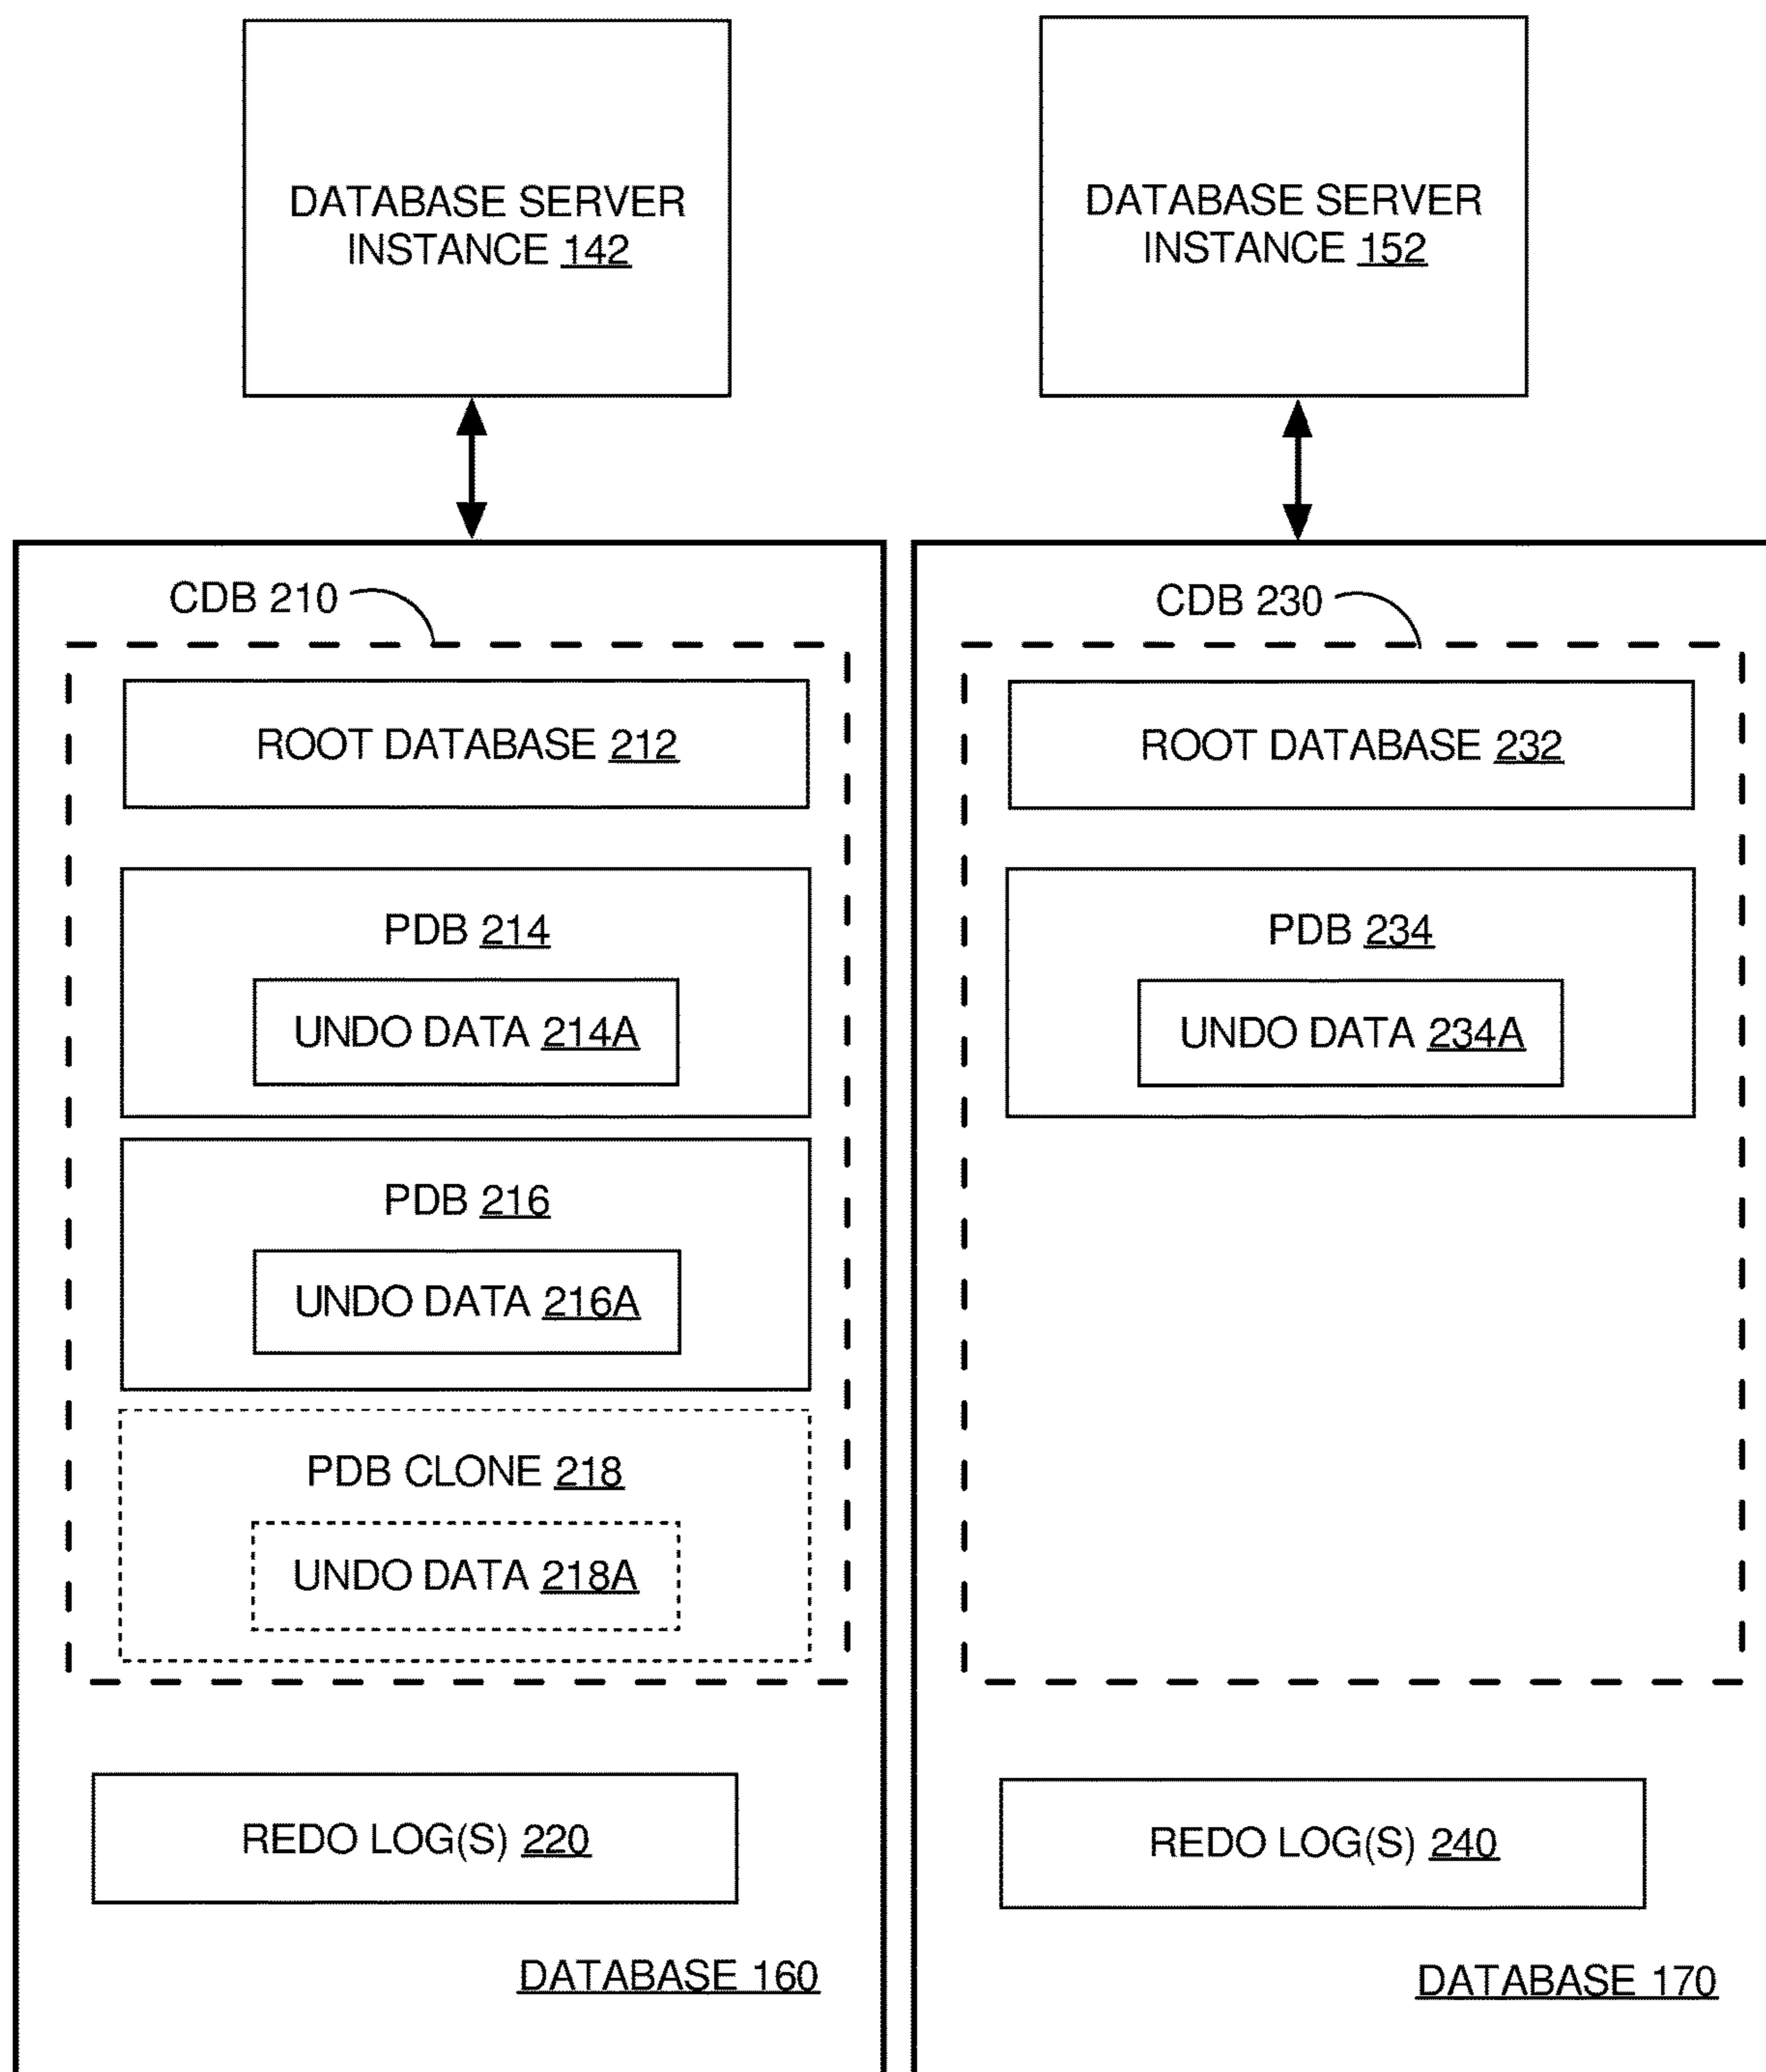 DATABASE SERVER
INSTANCE 142
DATABASE SERVER
INSTANCE 152
CDB 210
ROOT DATABASE 212
PDB 214
UNDO DATA 214A
PDB 216
UNDO DATA 216A
PDB CLONE 218
UNDO DATA 218A
REDO LOG(S) 220
DATABASE 160
CDB 230
ROOT DATABASE 232
PDB 234
UNDO DATA 234A
REDO LOG(S) 240
DATABASE 170